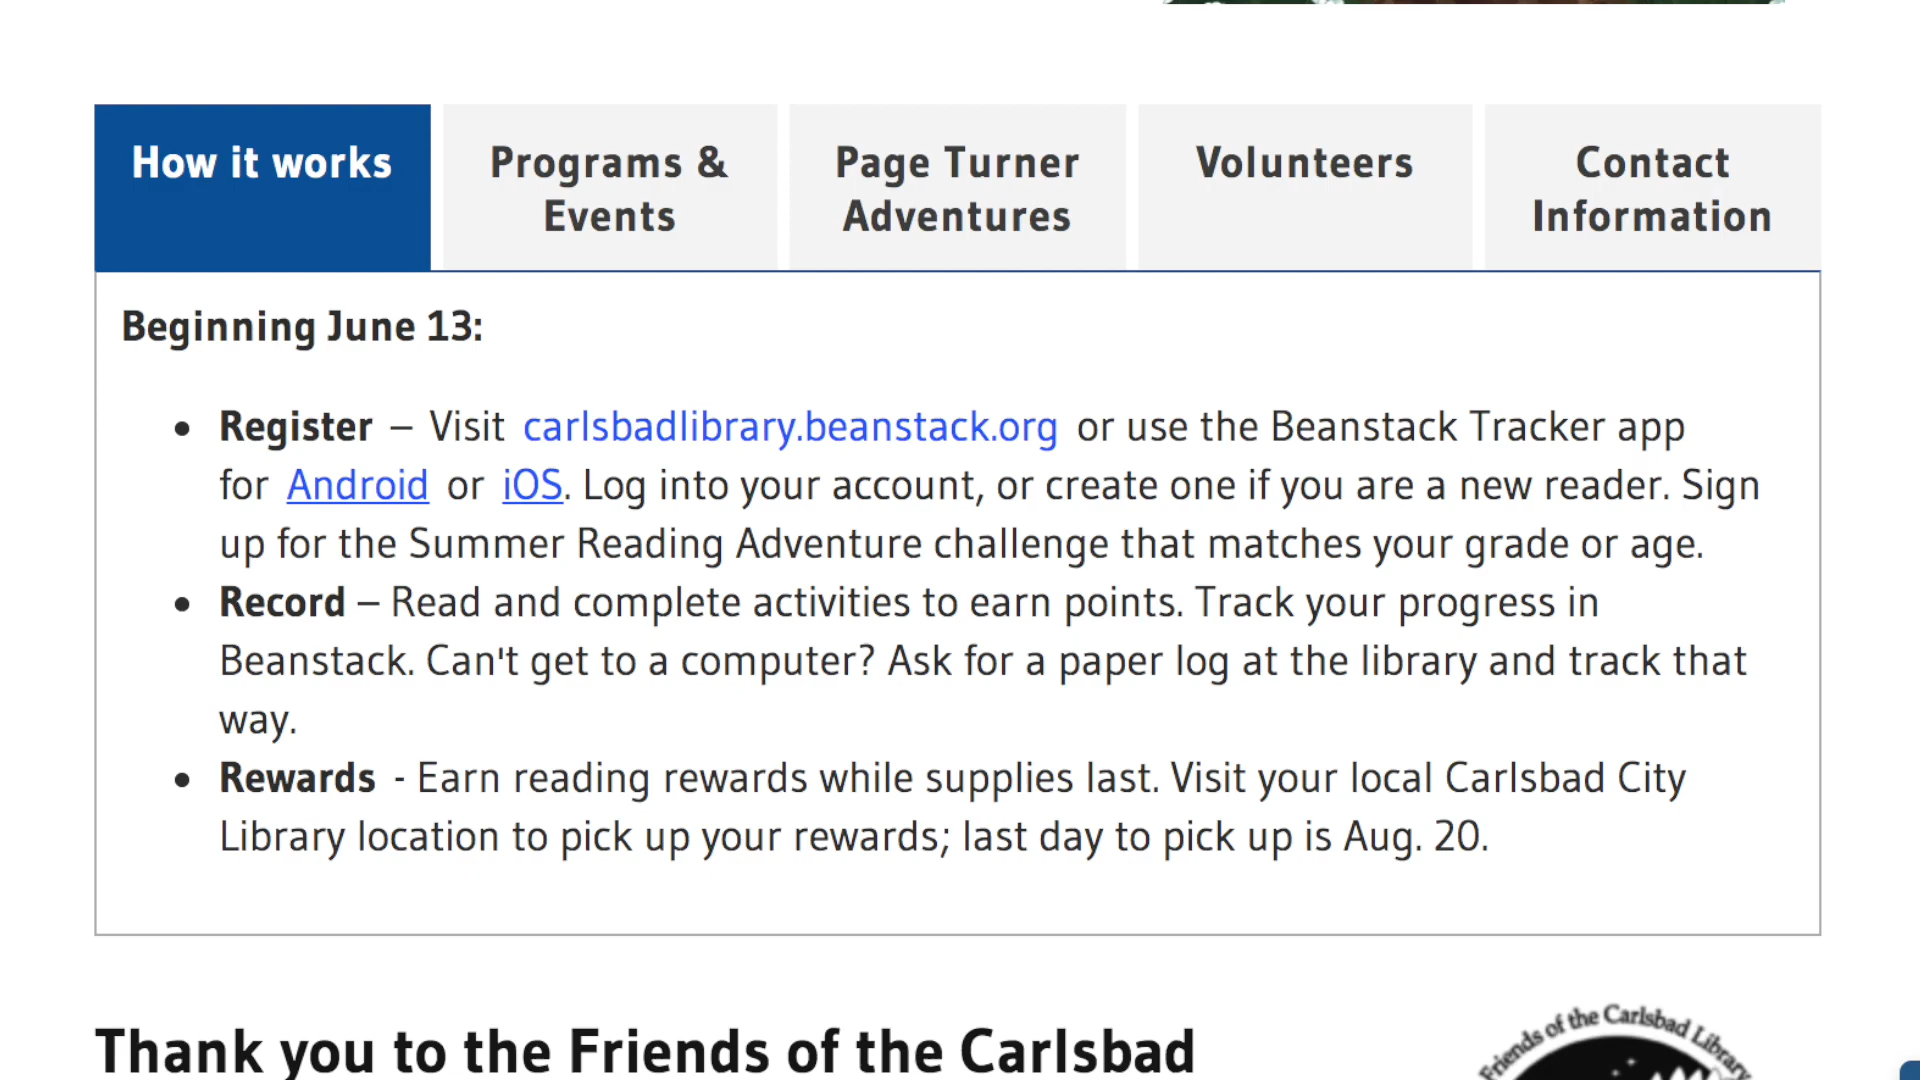 How it works
Programs &
Events
Page Turner
Adventures
Volunteers
Contact
Information
Beginning June 13:
• Register – Visit carlsbadlibrary.beanstack.org or use the Beanstack Tracker app
for Android or iOS. Log into your account, or create one if you are a new reader. Sign
up for the Summer Reading Adventure challenge that matches your grade or age.
• Record – Read and complete activities to earn points. Track your progress in
Beanstack. Can't get to a computer? Ask for a paper log at the library and track that
way.
• Rewards - Earn reading rewards while supplies last. Visit your local Carlsbad City
Library location to pick up your rewards; last day to pick up is Aug. 20.
Thank you to the Friends of the Carlsbad
Friends of the Carlsbad Library